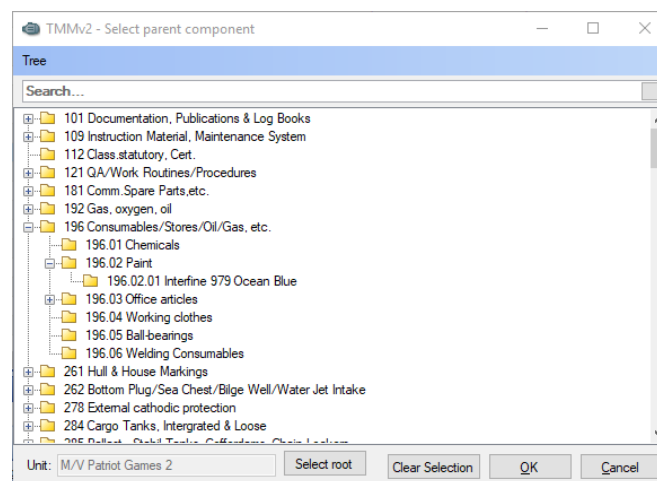 TMMv2 - Select parent component
Tree
Search...
101 Documentation, Publications & Log Books
109 Instruction Material, Maintenance System
112 Class.statutory, Cert.
121 QA/Work Routines/Procedures
181 Comm.Spare Parts,etc.
192 Gas, oxygen, oil
196 Consumables/Stores/Oil/Gas, etc.
196.01 Chemicals
196.02 Paint
196.02.01 Interfine 979 Ocean Blue
196.03 Office articles
196.04 Working clothes
196.05 Ball-bearings
196.06 Welding Consumables
261 Hull & House Markings
262 Bottom Plug/Sea Chest/Bilge Well/Water Jet Intake
278 External cathodic protection
284 Cargo Tanks, Intergrated & Loose
Unit: M/V Patriot Games 2 Select root Clear Selection OK Cancel